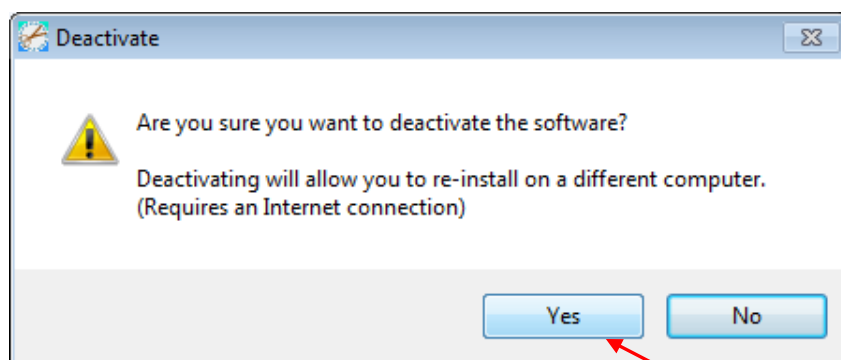 Deactivate
Are you sure you want to deactivate the software?
Deactivating will allow you to re-install on a different computer.
(Requires an Internet connection)
Yes
No